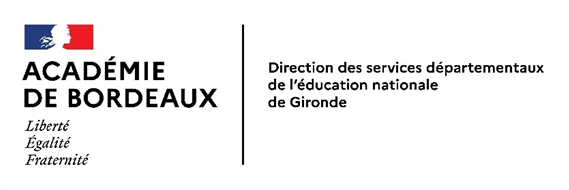 ACADÉMIE
DE BORDEAUX
Liberté
Égalité
Fraternité
Direction des services départementaux
de l'éducation nationale
de Gironde